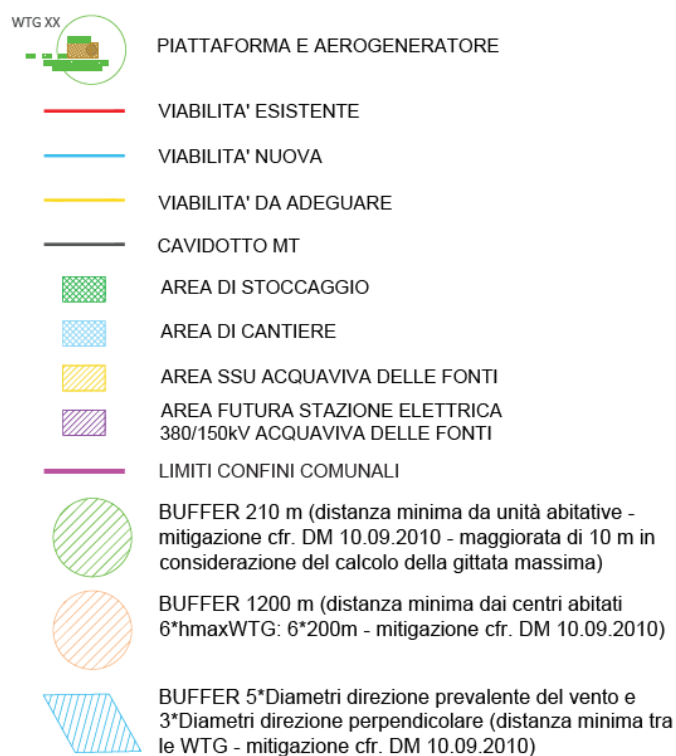 WTG XX
PIATTAFORMA E AEROGENERATORE
VIABILITA' ESISTENTE
VIABILITA' NUOVA
VIABILITA' DA ADEGUARE
CAVIDOTTO MT
AREA DI STOCCAGGIO
AREA DI CANTIERE
AREA SSU ACQUAVIVA DELLE FONTI
AREA FUTURA STAZIONE ELETTRICA
380/150kV ACQUAVIVA DELLE FONTI
LIMITI CONFINI COMUNALI
BUFFER 210 m (distanza minima da unità abitative -
mitigazione cfr. DM 10.09.2010 - maggiorata di 10 m in
considerazione del calcolo della gittata massima)
BUFFER 1200 m (distanza minima dai centri abitati
6*hmaxWTG: 6*200m - mitigazione cfr. DM 10.09.2010)
BUFFER 5*Diametri direzione prevalente del vento e
3*Diametri direzione perpendicolare (distanza minima tra
le WTG - mitigazione cfr. DM 10.09.2010)